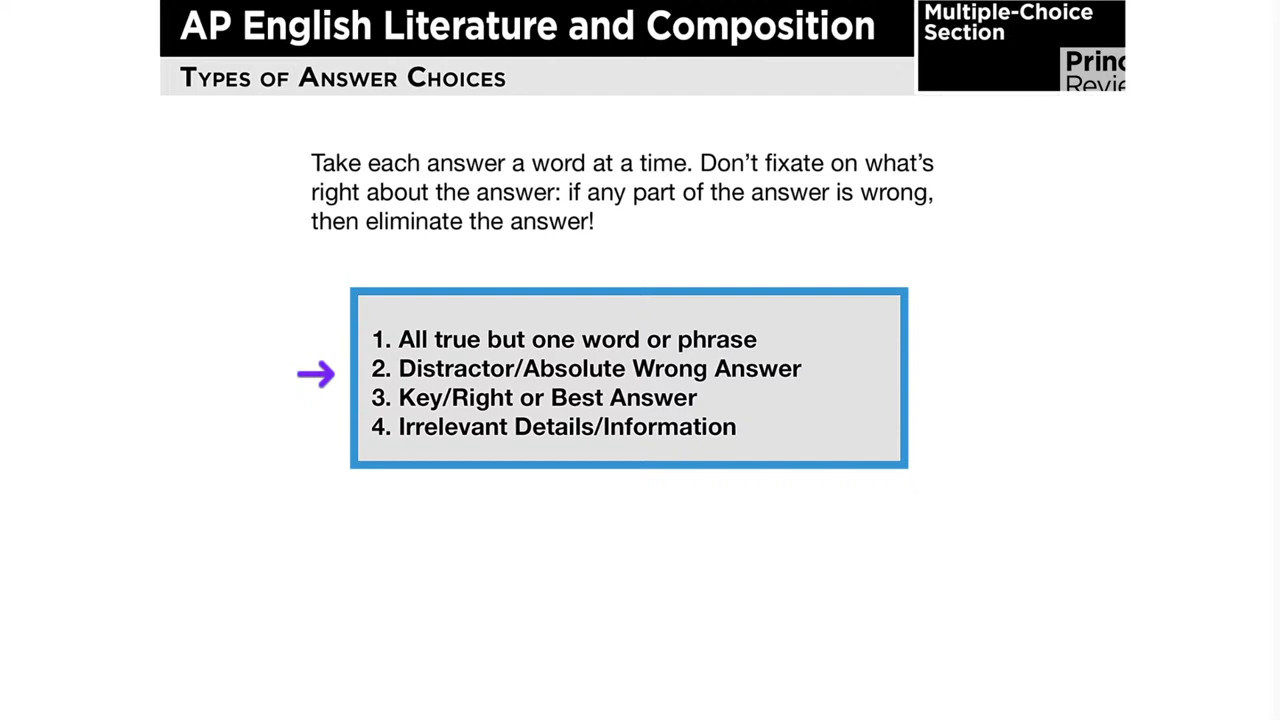 AP English Literature and Composition
Multiple-Choice
Section
Princ
Revie
Types of Answer Choices
Take each answer a word at a time. Don't fixate on what's
right about the answer: if any part of the answer is wrong,
then eliminate the answer!
1. All true but one word or phrase
2. Distractor/Absolute Wrong Answer
3. Key/Right or Best Answer
4. Irrelevant Details/Information